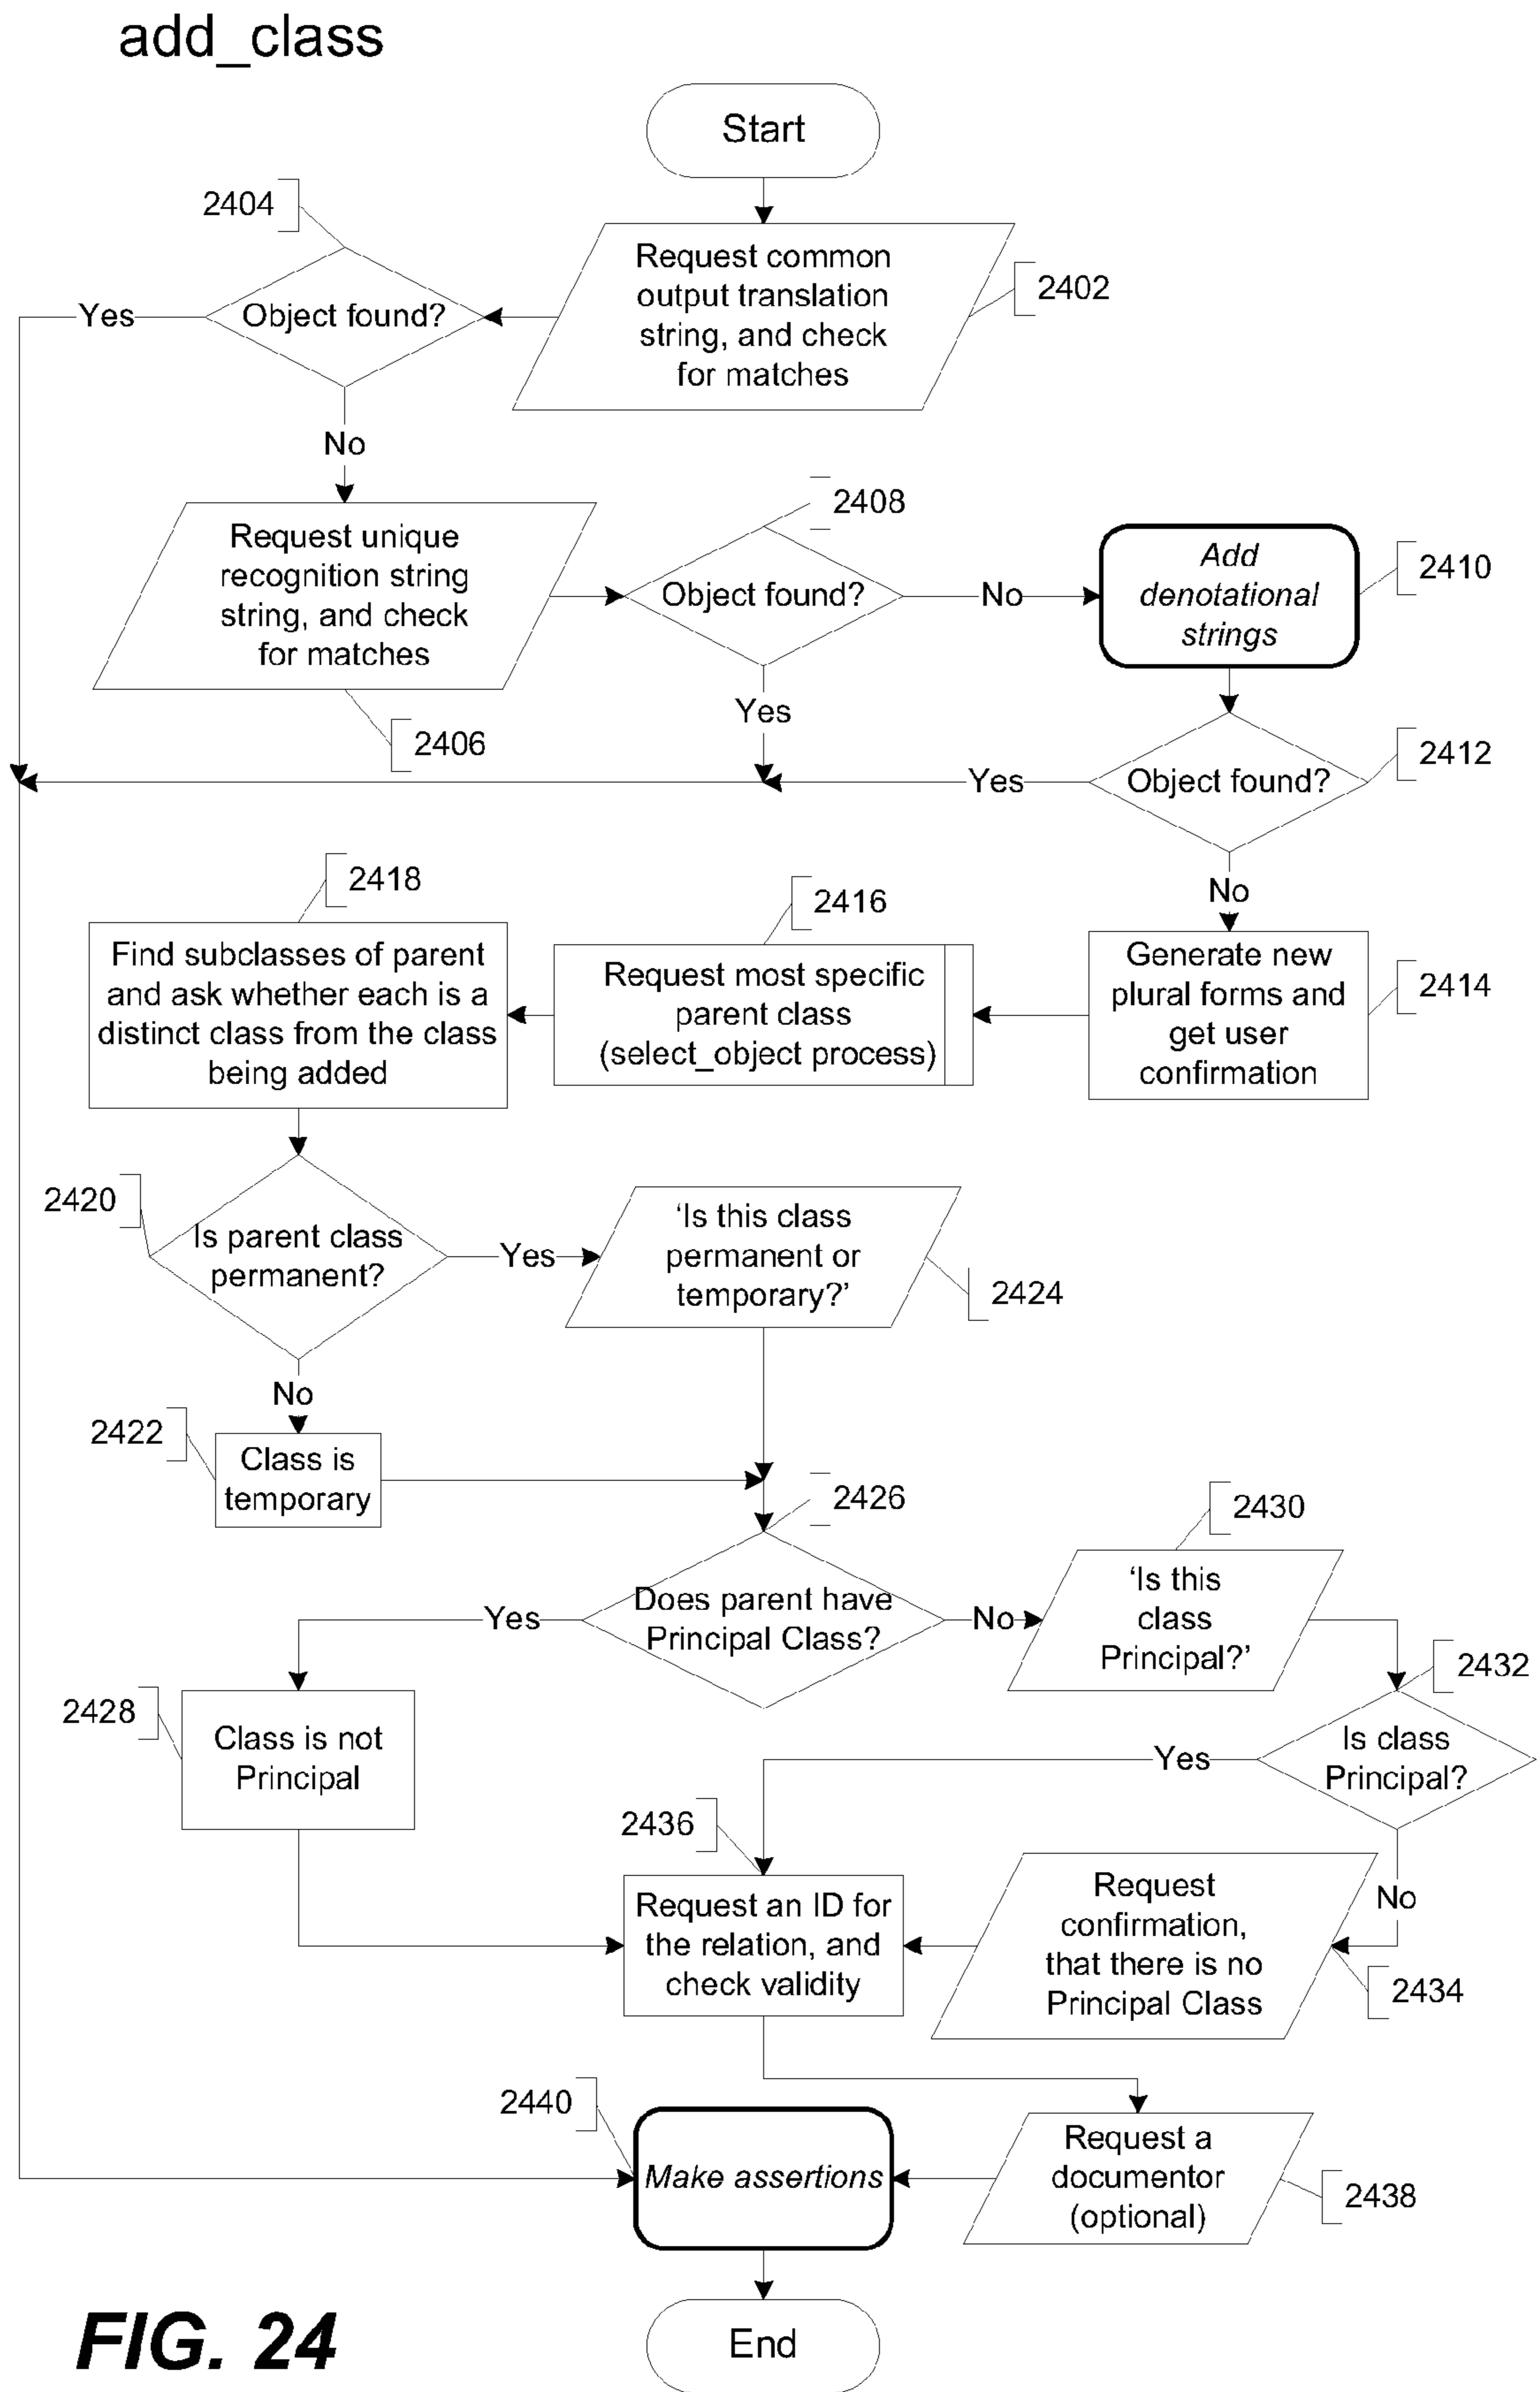 add_class
Start
2404
Request common
output translation
string, and check
for matches
2402
Object found?
Yes
No
2408
Request unique
recognition string
string, and check
for matches
2406
Object found?
No
Yes
Add
denotational
strings
2410
Object found?
2412
Yes
No
2418
2416
Find subclasses of parent
and ask whether each is a
distinct class from the class
being added
Request most specific
parent class
(select_object process)
Generate new
plural forms and
get user
confirmation
2414
2420
Is parent class
permanent?
Yes
‘Is this class
permanent or
temporary?’
2424
No
2422
Class is
temporary
2426
2430
Does parent have
Principal Class?
Yes
No
‘Is this
class
Principal?’
2432
2428
Class is not
Principal
Is class
Principal?
Yes
No
2436
Request an ID for
the relation, and
check validity
Request
confirmation,
that there is no
Principal Class
2434
2440
Make assertions
Request a
documentor
(optional)
2438
End
FIG. 24